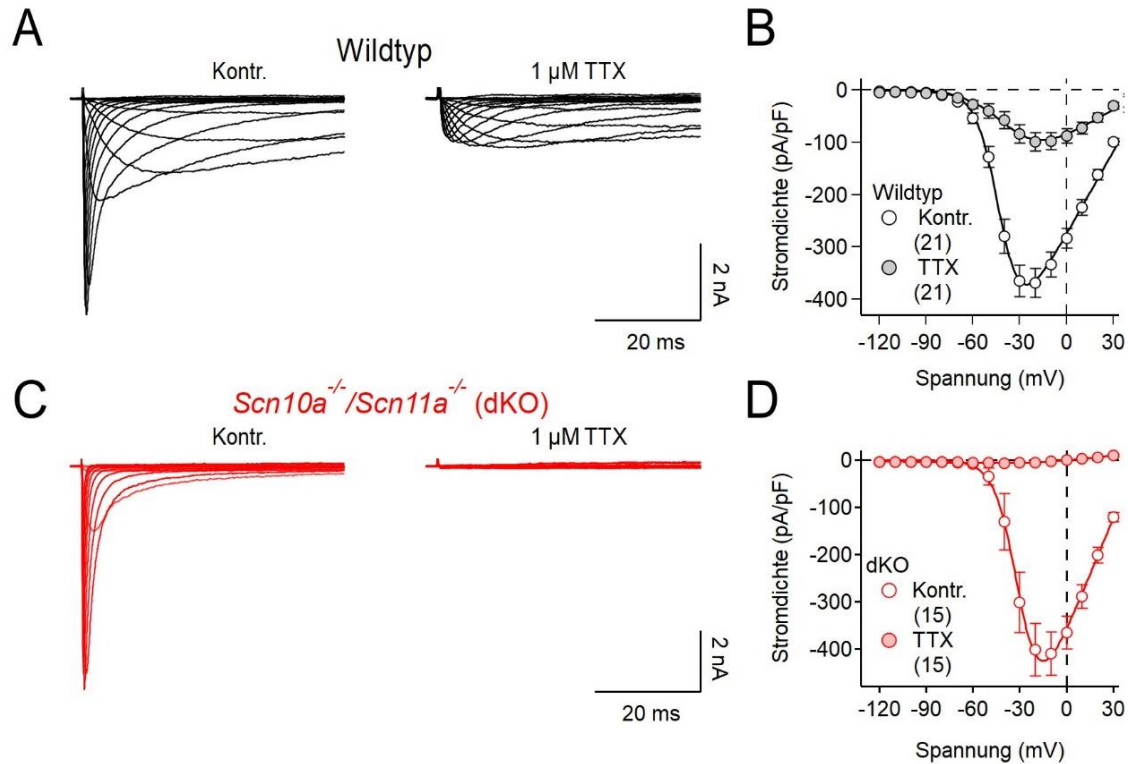 A
Wildtyp
Kontr.
1 µM TTX
2 nA
20 ms
B
0
-100
-200
-300
-400
Stromdichte (pA/pF)
Wildtyp
Kontr.
(21)
TTX
(21)
-120 -90 -60 -30 0 30
Spannung (mV)
C
Scn10a-/-/Scn11a-/- (dKO)
Kontr.
1 µM TTX
2 nA
20 ms
D
0
-100
-200
-300
-400
Stromdichte (pA/pF)
dKO
Kontr.
(15)
TTX
(15)
-120 -90 -60 -30 0 30
Spannung (mV)